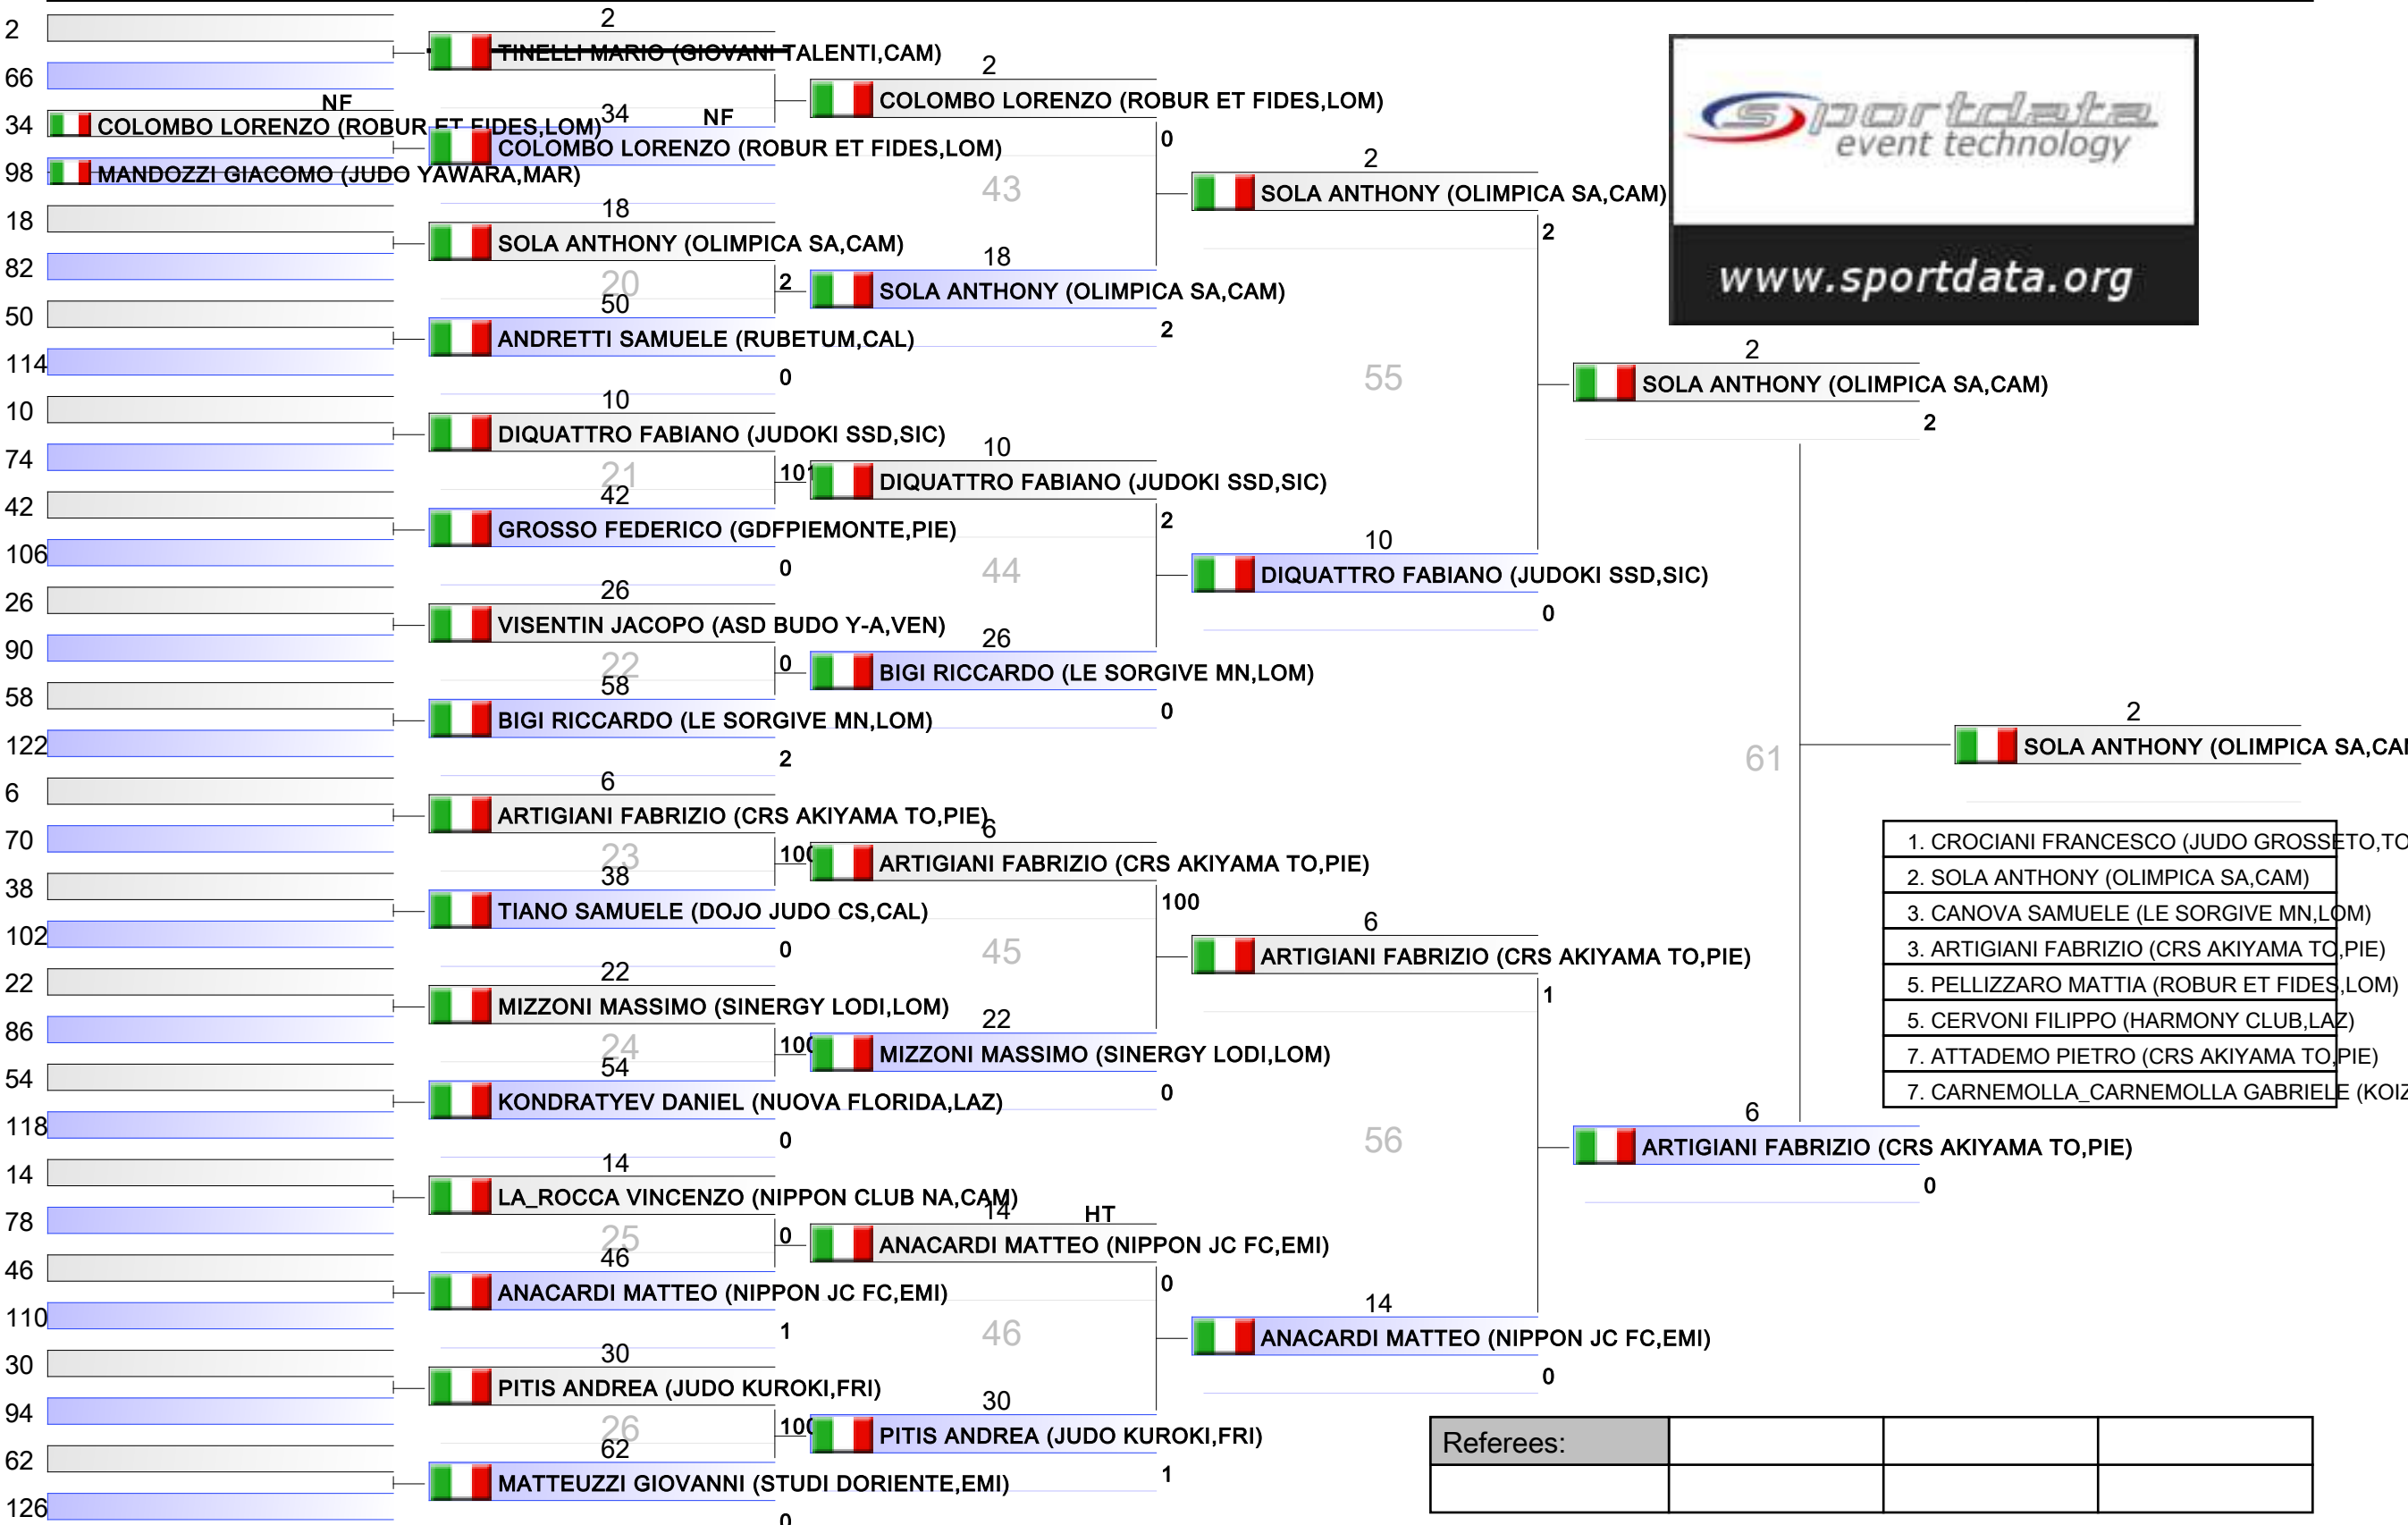 2
66
NF
34 COLOMBO LORENZO (ROBUR ET FIDES,LOM)
98 MANDOZZI GIACOMO (JUDO YAWARA,MAR)
18
82
50
114
10
74
42
106
26
90
58
122
6
70
38
102
22
86
54
118
14
78
46
110
30
94
62
126
2
TINELLI MARIO (GIOVANI TALENTI,CAM)
34 NF
COLOMBO LORENZO (ROBUR ET FIDES,LOM)
18
SOLA ANTHONY (OLIMPICA SA,CAM)
20 2
50
ANDRETTI SAMUELE (RUBETUM,CAL)
0
10
DIQUATTRO FABIANO (JUDOKI SSD,SIC)
21 101
42
GROSSO FEDERICO (GDFPIEMONTE,PIE)
0
26
VISENTIN JACOPO (ASD BUDO Y-A,VEN)
22 0
58
BIGI RICCARDO (LE SORGIVE MN,LOM)
2
6
ARTIGIANI FABRIZIO (CRS AKIYAMA TO,PIE)
23 100
38
TIANO SAMUELE (DOJO JUDO CS,CAL)
0
22
MIZZONI MASSIMO (SINERGY LODI,LOM)
24 100
54
KONDRATYEV DANIEL (NUOVA FLORIDA,LAZ)
0
14
LA_ROCCA VINCENZO (NIPPON CLUB NA,CAM)
25 0
46
ANACARDI MATTEO (NIPPON JC FC,EMI)
1
30
PITIS ANDREA (JUDO KUROKI,FRI)
26 100
62
MATTEUZZI GIOVANNI (STUDI DORIENTE,EMI)
0
2
COLOMBO LORENZO (ROBUR ET FIDES,LOM)
0
43
18
SOLA ANTHONY (OLIMPICA SA,CAM)
2
10
DIQUATTRO FABIANO (JUDOKI SSD,SIC)
2
44
26
BIGI RICCARDO (LE SORGIVE MN,LOM)
0
6
ARTIGIANI FABRIZIO (CRS AKIYAMA TO,PIE)
100
45
22
MIZZONI MASSIMO (SINERGY LODI,LOM)
0
14 HT
ANACARDI MATTEO (NIPPON JC FC,EMI)
0
46
30
PITIS ANDREA (JUDO KUROKI,FRI)
1
2
SOLA ANTHONY (OLIMPICA SA,CAM)
2
55
10
DIQUATTRO FABIANO (JUDOKI SSD,SIC)
0
6
ARTIGIANI FABRIZIO (CRS AKIYAMA TO,PIE)
1
56
14
ANACARDI MATTEO (NIPPON JC FC,EMI)
0
sportdata
event technology
www.sportdata.org
2
SOLA ANTHONY (OLIMPICA SA,CAM)
2
61
6
ARTIGIANI FABRIZIO (CRS AKIYAMA TO,PIE)
0
2
SOLA ANTHONY (OLIMPICA SA,CA
1. CROCIANI FRANCESCO (JUDO GROSSETO,TO
2. SOLA ANTHONY (OLIMPICA SA,CAM)
3. CANOVA SAMUELE (LE SORGIVE MN,LOM)
3. ARTIGIANI FABRIZIO (CRS AKIYAMA TO,PIE)
5. PELLIZZARO MATTIA (ROBUR ET FIDES,LOM)
5. CERVONI FILIPPO (HARMONY CLUB,LAZ)
7. ATTADEMO PIETRO (CRS AKIYAMA TO,PIE)
7. CARNEMOLLA_CARNEMOLLA GABRIELE (KOIZ
Referees: